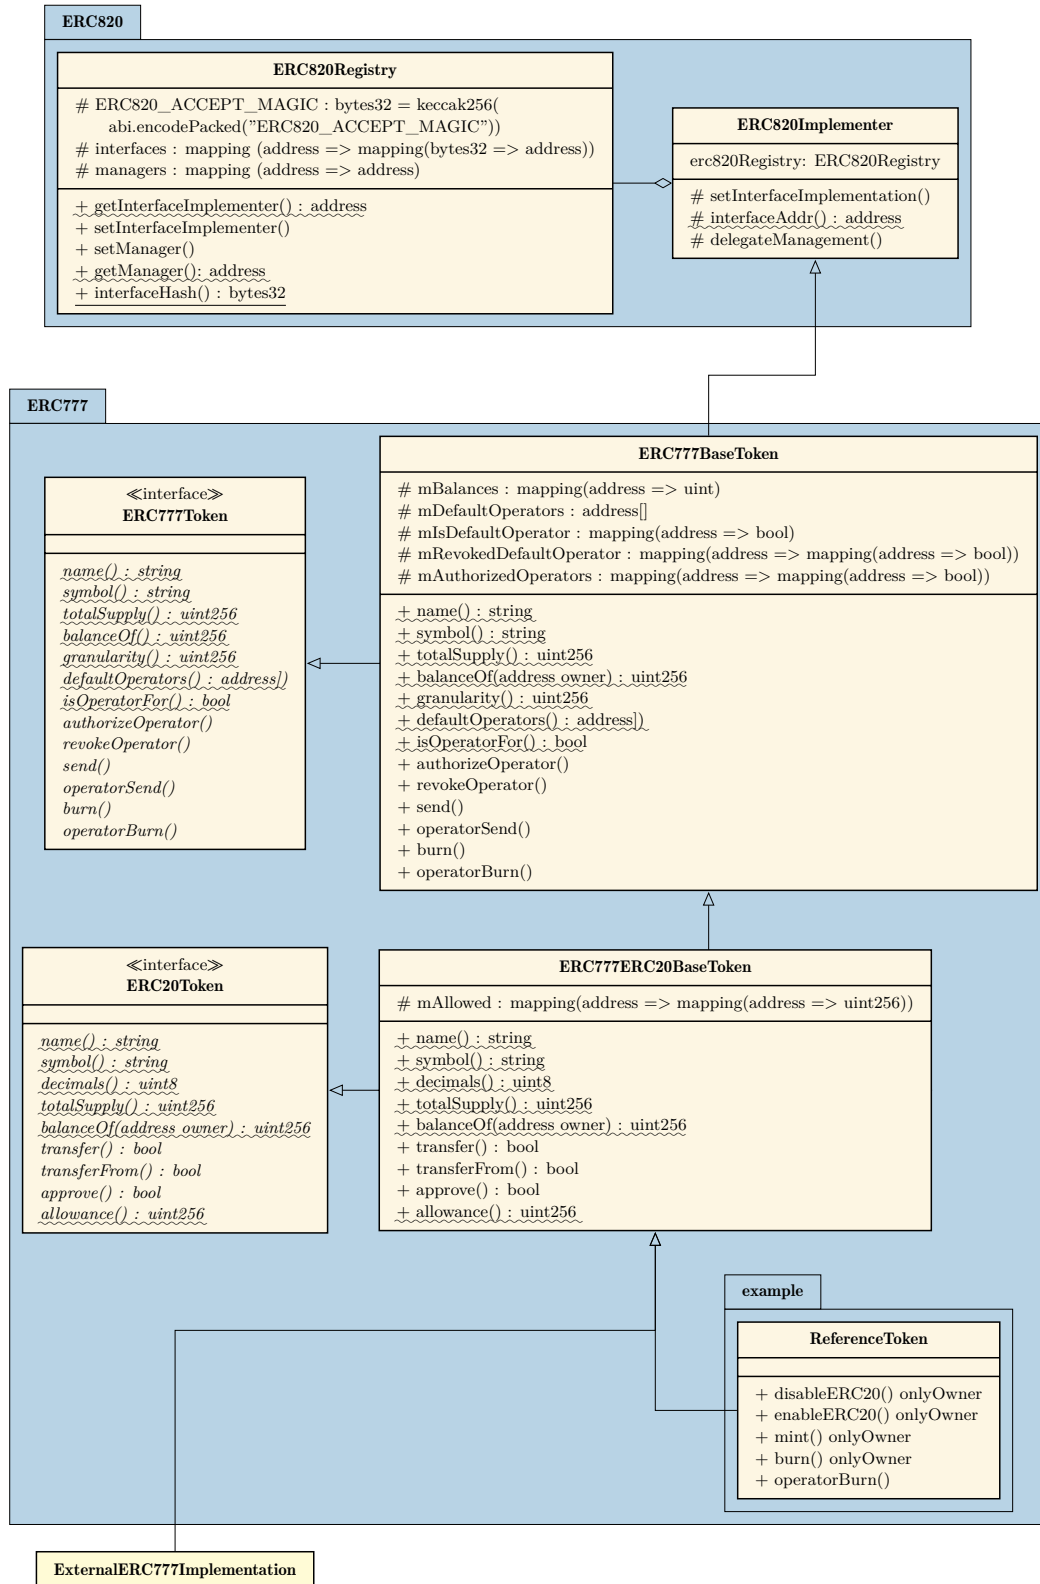 ERC820
ERC820Registry
# ERC820_ACCEPT_MAGIC : bytes32 = keccak256(
abi.encodePacked(”ERC820_ACCEPT_MAGIC”))
# interfaces : mapping (address => mapping(bytes32 => address))
# managers : mapping (address => address)
+ getInterfaceImplementer() : address
+ setInterfaceImplementer()
+ setManager()
+ getManager(): address
+ interfaceHash() : bytes32
ERC820Implementer
erc820Registry: ERC820Registry
# setInterfaceImplementation()
# interfaceAddr() : address
# delegateManagement()
ERC777
≪interface≫
ERC777Token
name() : string
symbol() : string
totalSupply() : uint256
balanceOf() : uint256
granularity() : uint256
defaultOperators() : address[)
isOperatorFor() : bool
authorizeOperator()
revokeOperator()
send()
operatorSend()
burn()
operatorBurn()
ERC777BaseToken
# mBalances : mapping(address => uint)
# mDefaultOperators : address[]
# mIsDefaultOperator : mapping(address => bool)
# mRevokedDefaultOperator : mapping(address => mapping(address => bool))
# mAuthorizedOperators : mapping(address => mapping(address => bool))
+ name() : string
+ symbol() : string
+ totalSupply() : uint256
+ balanceOf(address owner) : uint256
+ granularity() : uint256
+ defaultOperators() : address])
+ isOperatorFor() : bool
+ authorizeOperator()
+ revokeOperator()
+ send()
+ operatorSend()
+ burn()
+ operatorBurn()
≪interface≫
ERC20Token
name() : string
symbol() : string
decimals() : uint8
totalSupply() : uint256
balanceOf(address owner) : uint256
transfer() : bool
transferFrom() : bool
approve() : bool
allowance() : uint256
ERC777ERC20BaseToken
# mAllowed : mapping(address => mapping(address => uint256))
+ name() : string
+ symbol() : string
+ decimals() : uint8
+ totalSupply() : uint256
+ balanceOf(address owner) : uint256
+ transfer() : bool
+ transferFrom() : bool
+ approve() : bool
+ allowance() : uint256
example
ReferenceToken
+ disableERC20() onlyOwner
+ enableERC20() onlyOwner
+ mint() onlyOwner
+ burn() onlyOwner
+ operatorBurn()
ExternalERC777Implementation